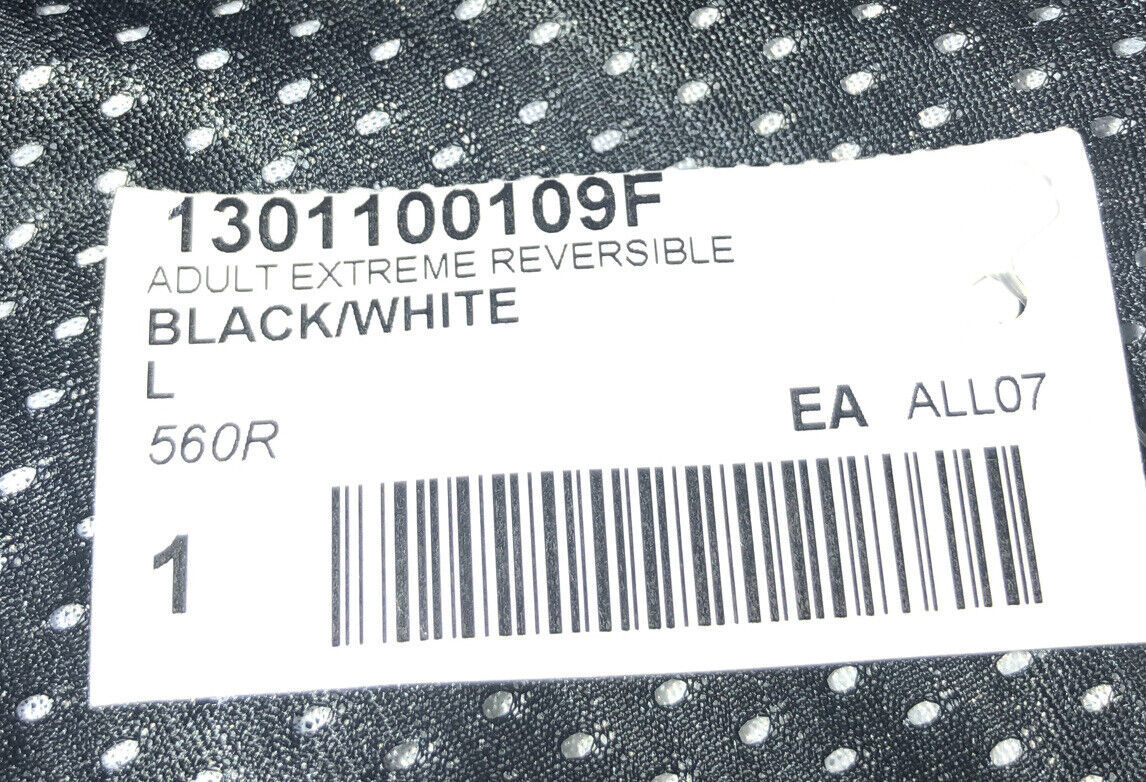 1301100109F
ADULT EXTREME REVERSIBLE
BLACK/WHITE
L
560R
EA ALL07
1